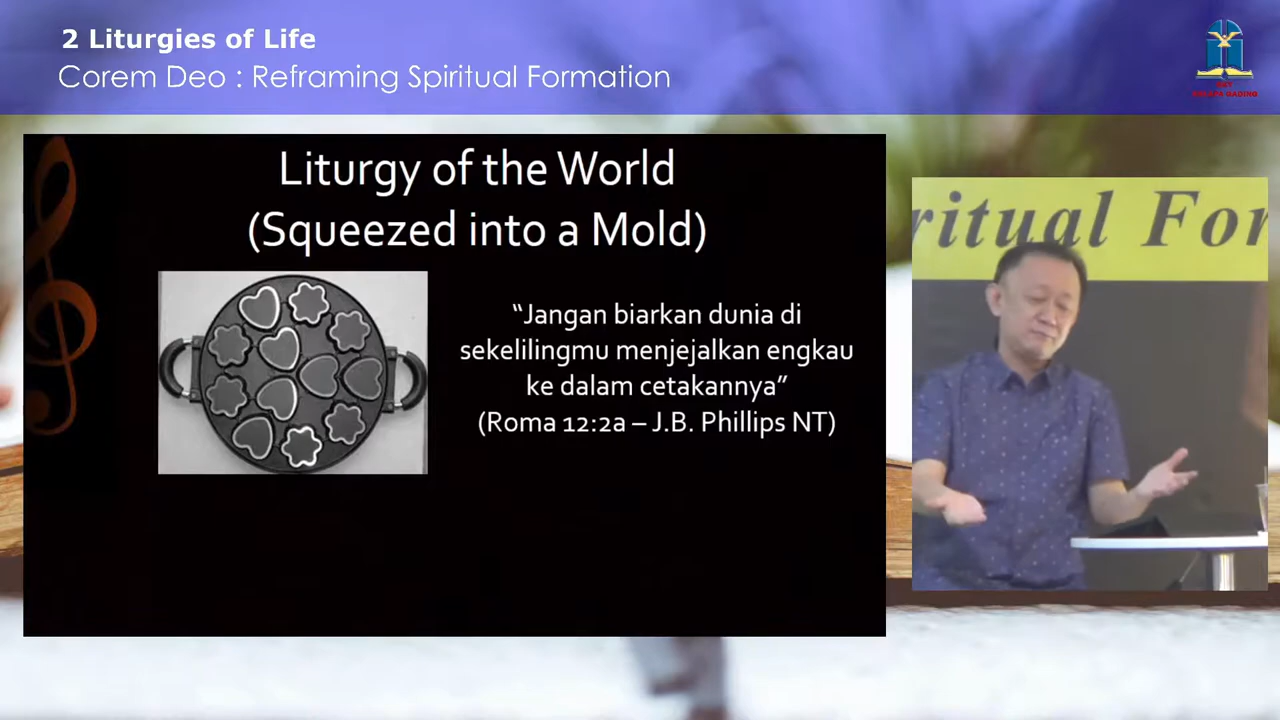 2 Liturgies of Life
Corem Deo : Reframing Spiritual Formation
Liturgy of the World
(Squeezed into a Mold)
“Jangan biarkan dunia di
sekelilingmu menjejalkan engkau
ke dalam cetakannya”
(Roma 12:2a – J.B. Phillips NT)
ritual For
GADING